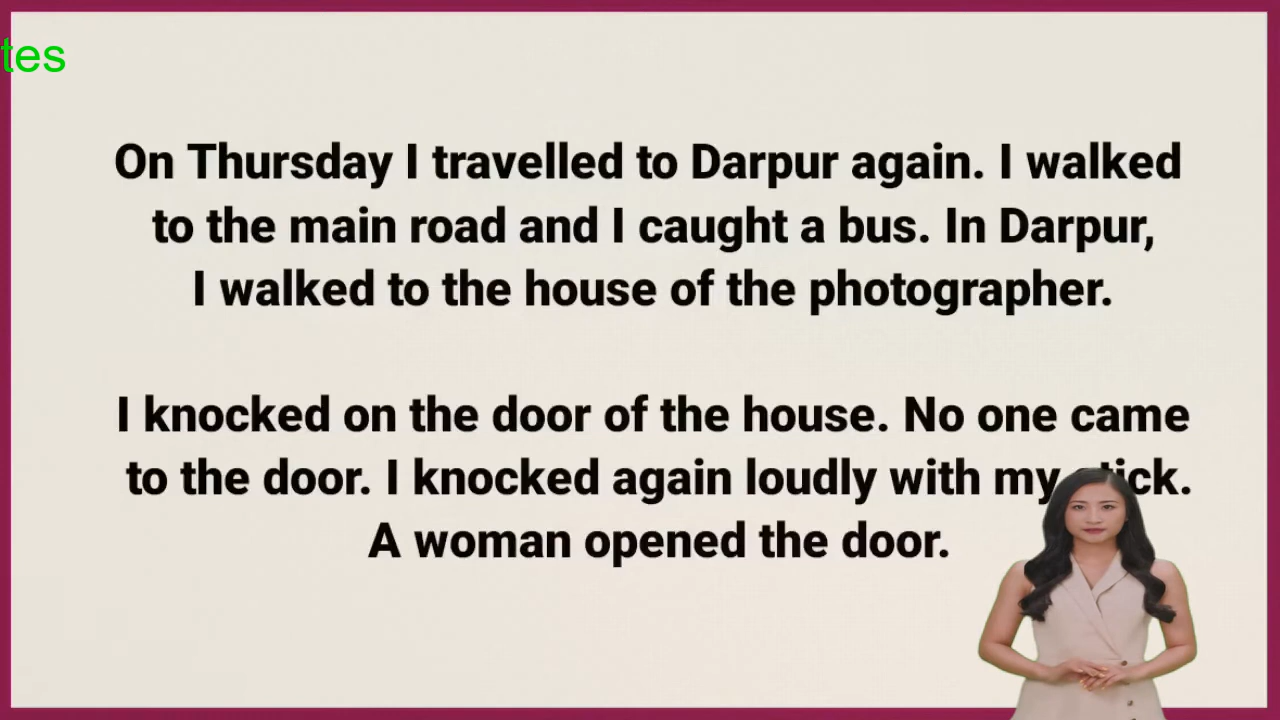 tes
On Thursday I travelled to Darpur again. I walked
to the main road and I caught a bus. In Darpur,
I walked to the house of the photographer.
I knocked on the door of the house. No one came
to the door. I knocked again loudly with my stick.
A woman opened the door.